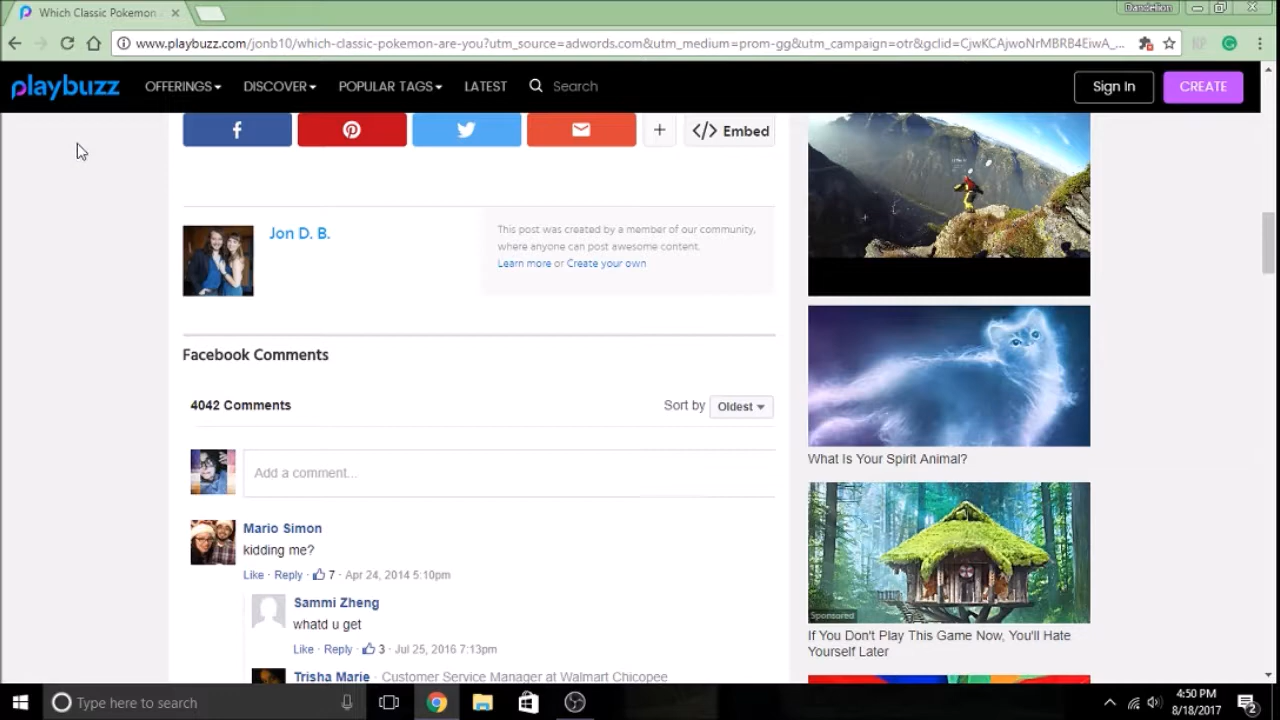 Which Classic Pokemon
Dandelion
www.playbuzz.com/jonb10/which-classic-pokemon-are-you?utm_source=adwords.com&utm_medium=prom-gg&utm_campaign=otr&gclid=CjwKCAjwoNrMBRB4EiwA_...
playbuzz
OFFERINGS
DISCOVER
POPULAR TAGS
LATEST
Search
Sign In
CREATE
</> Embed
Jon D. B.
This post was created by a member of our community,
where anyone can post awesome content.
Learn more or Create your own
Facebook Comments
4042 Comments
Sort by Oldest
Add a comment...
Mario Simon
kidding me?
Like · Reply · 7 · Apr 24, 2014 5:10pm
Sammi Zheng
whatd u get
Like · Reply · 3 · Jul 25, 2016 7:13pm
Trisha Marie · Customer Service Manager at Walmart Chicopee
What Is Your Spirit Animal?
Sponsored
If You Don't Play This Game Now, You'll Hate
Yourself Later
Type here to search
4:50 PM
8/18/2017
2